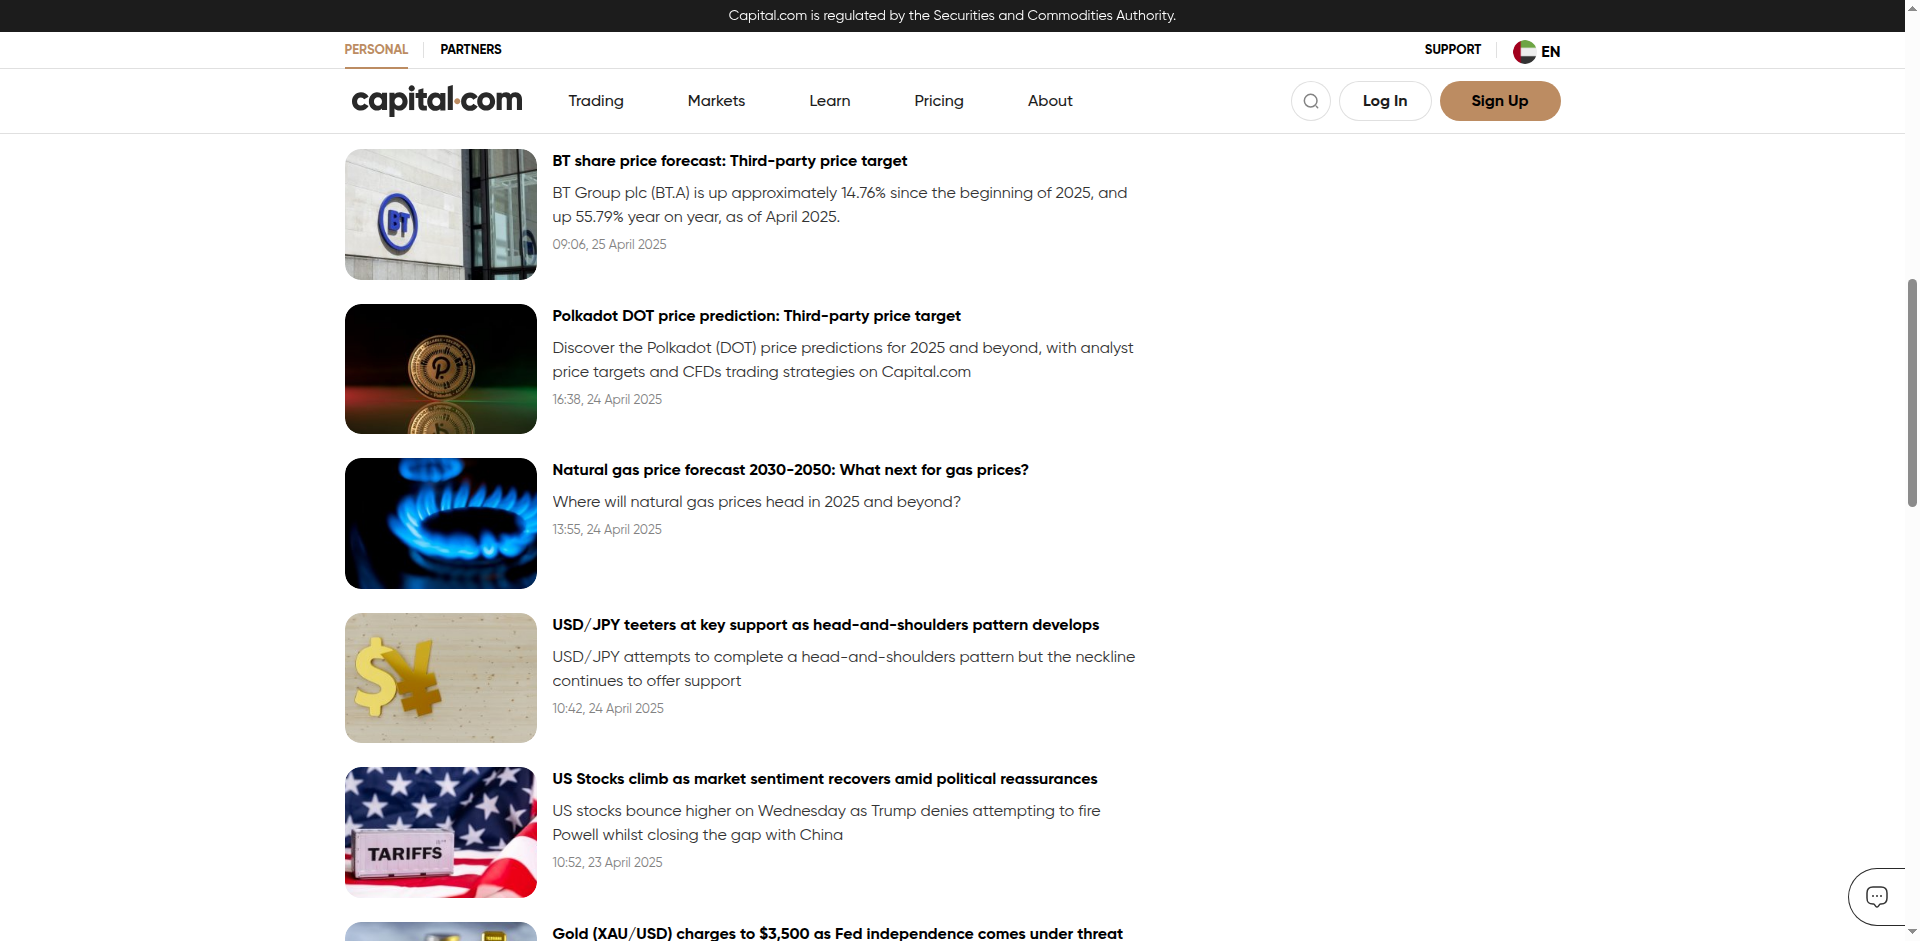 Capital.com is regulated by the Securities and Commodities Authority.
PERSONAL
PARTNERS
SUPPORT
EN
capital.com
Trading
Markets
Learn
Pricing
About
Log In
Sign Up
BT
BT share price forecast: Third-party price target
BT Group plc (BT.A) is up approximately 14.76% since the beginning of 2025, and
up 55.79% year on year, as of April 2025.
09:06, 25 April 2025
Polkadot DOT price prediction: Third-party price target
Discover the Polkadot (DOT) price predictions for 2025 and beyond, with analyst
price targets and CFDs trading strategies on Capital.com
16:38, 24 April 2025
Natural gas price forecast 2030-2050: What next for gas prices?
Where will natural gas prices head in 2025 and beyond?
13:55, 24 April 2025
$¥
USD/JPY teeters at key support as head-and-shoulders pattern develops
USD/JPY attempts to complete a head-and-shoulders pattern but the neckline
continues to offer support
10:42, 24 April 2025
TARIFFS
US Stocks climb as market sentiment recovers amid political reassurances
US stocks bounce higher on Wednesday as Trump denies attempting to fire
Powell whilst closing the gap with China
10:52, 23 April 2025
Gold (XAU/USD) charges to $3,500 as Fed independence comes under threat